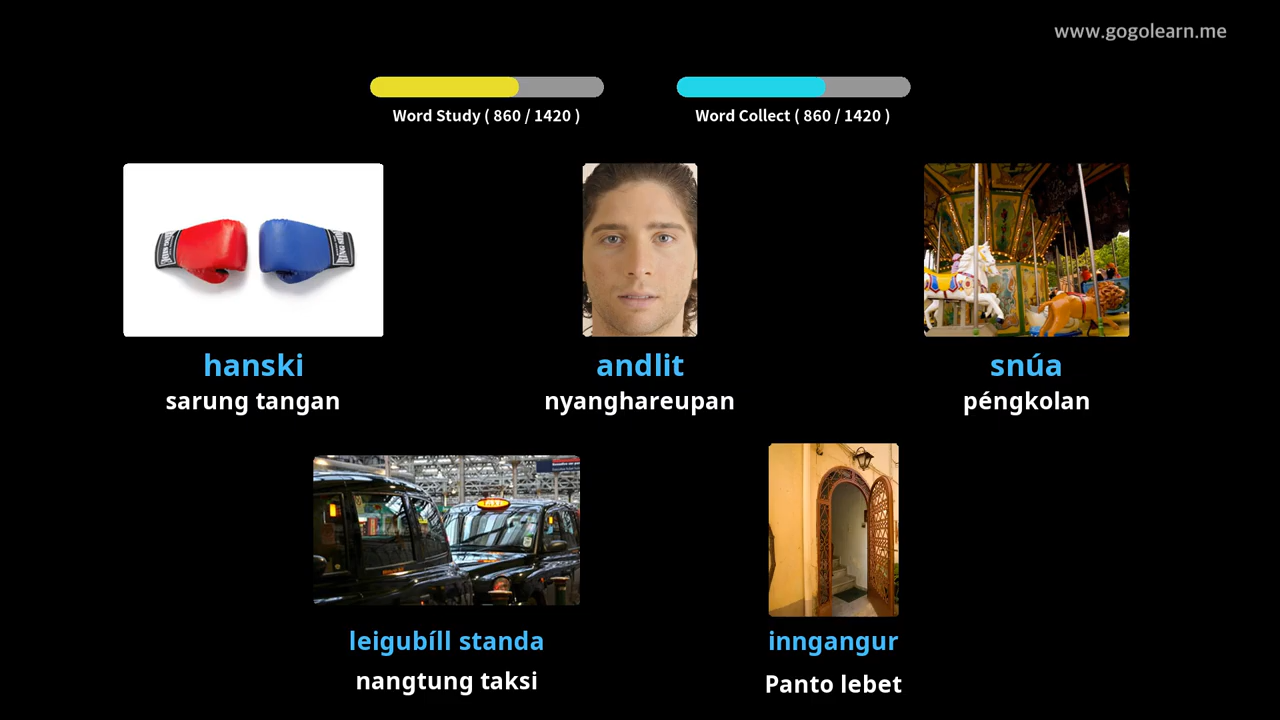 www.gogolearn.me
Word Study ( 860 / 1420 )
Word Collect ( 860 / 1420 )
hanski
andlit
snúa
sarung tangan
nyanghareupan
péngkolan
TAXI
leigubíll standa
inngangur
nangtung taksi
Panto lebet